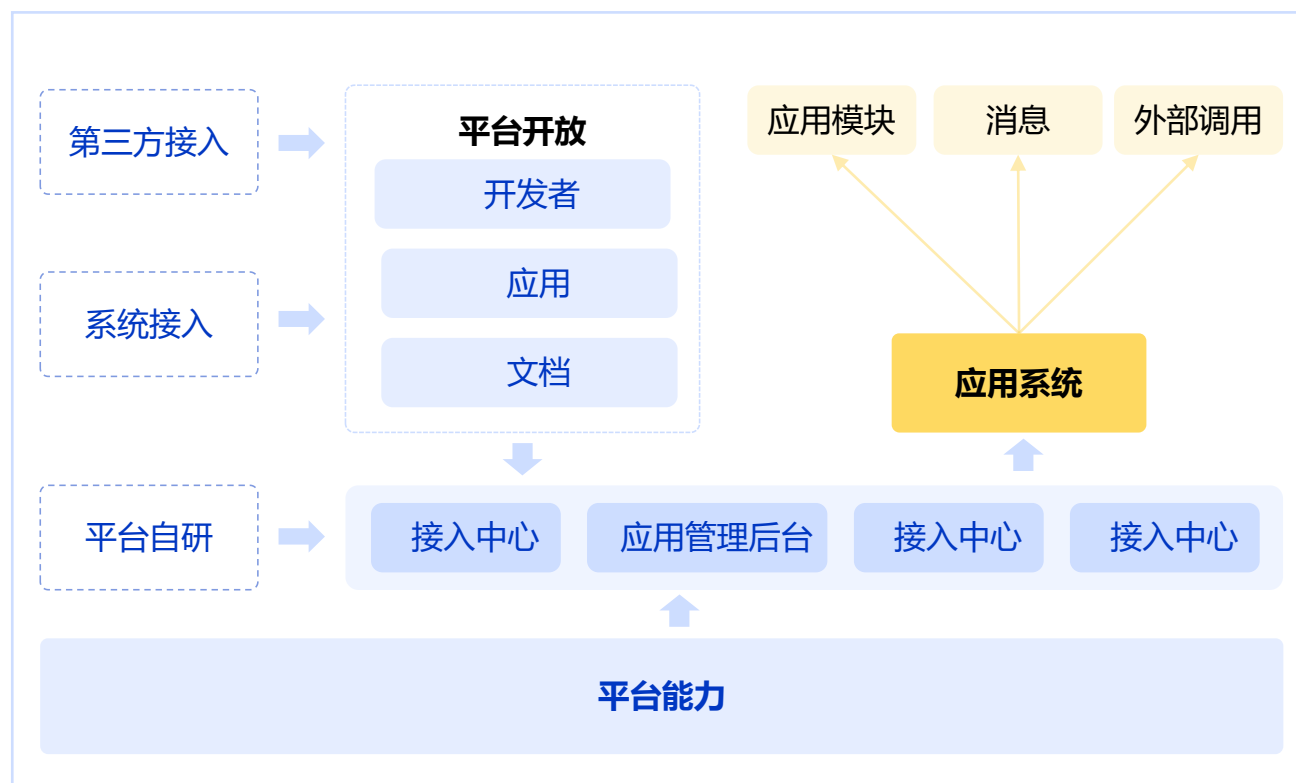 第三方接入
平台开放
开发者
应用
文档
系统接入
应用模块
消息
外部调用
应用系统
平台自研
接入中心
应用管理后台
接入中心
接入中心
平台能力